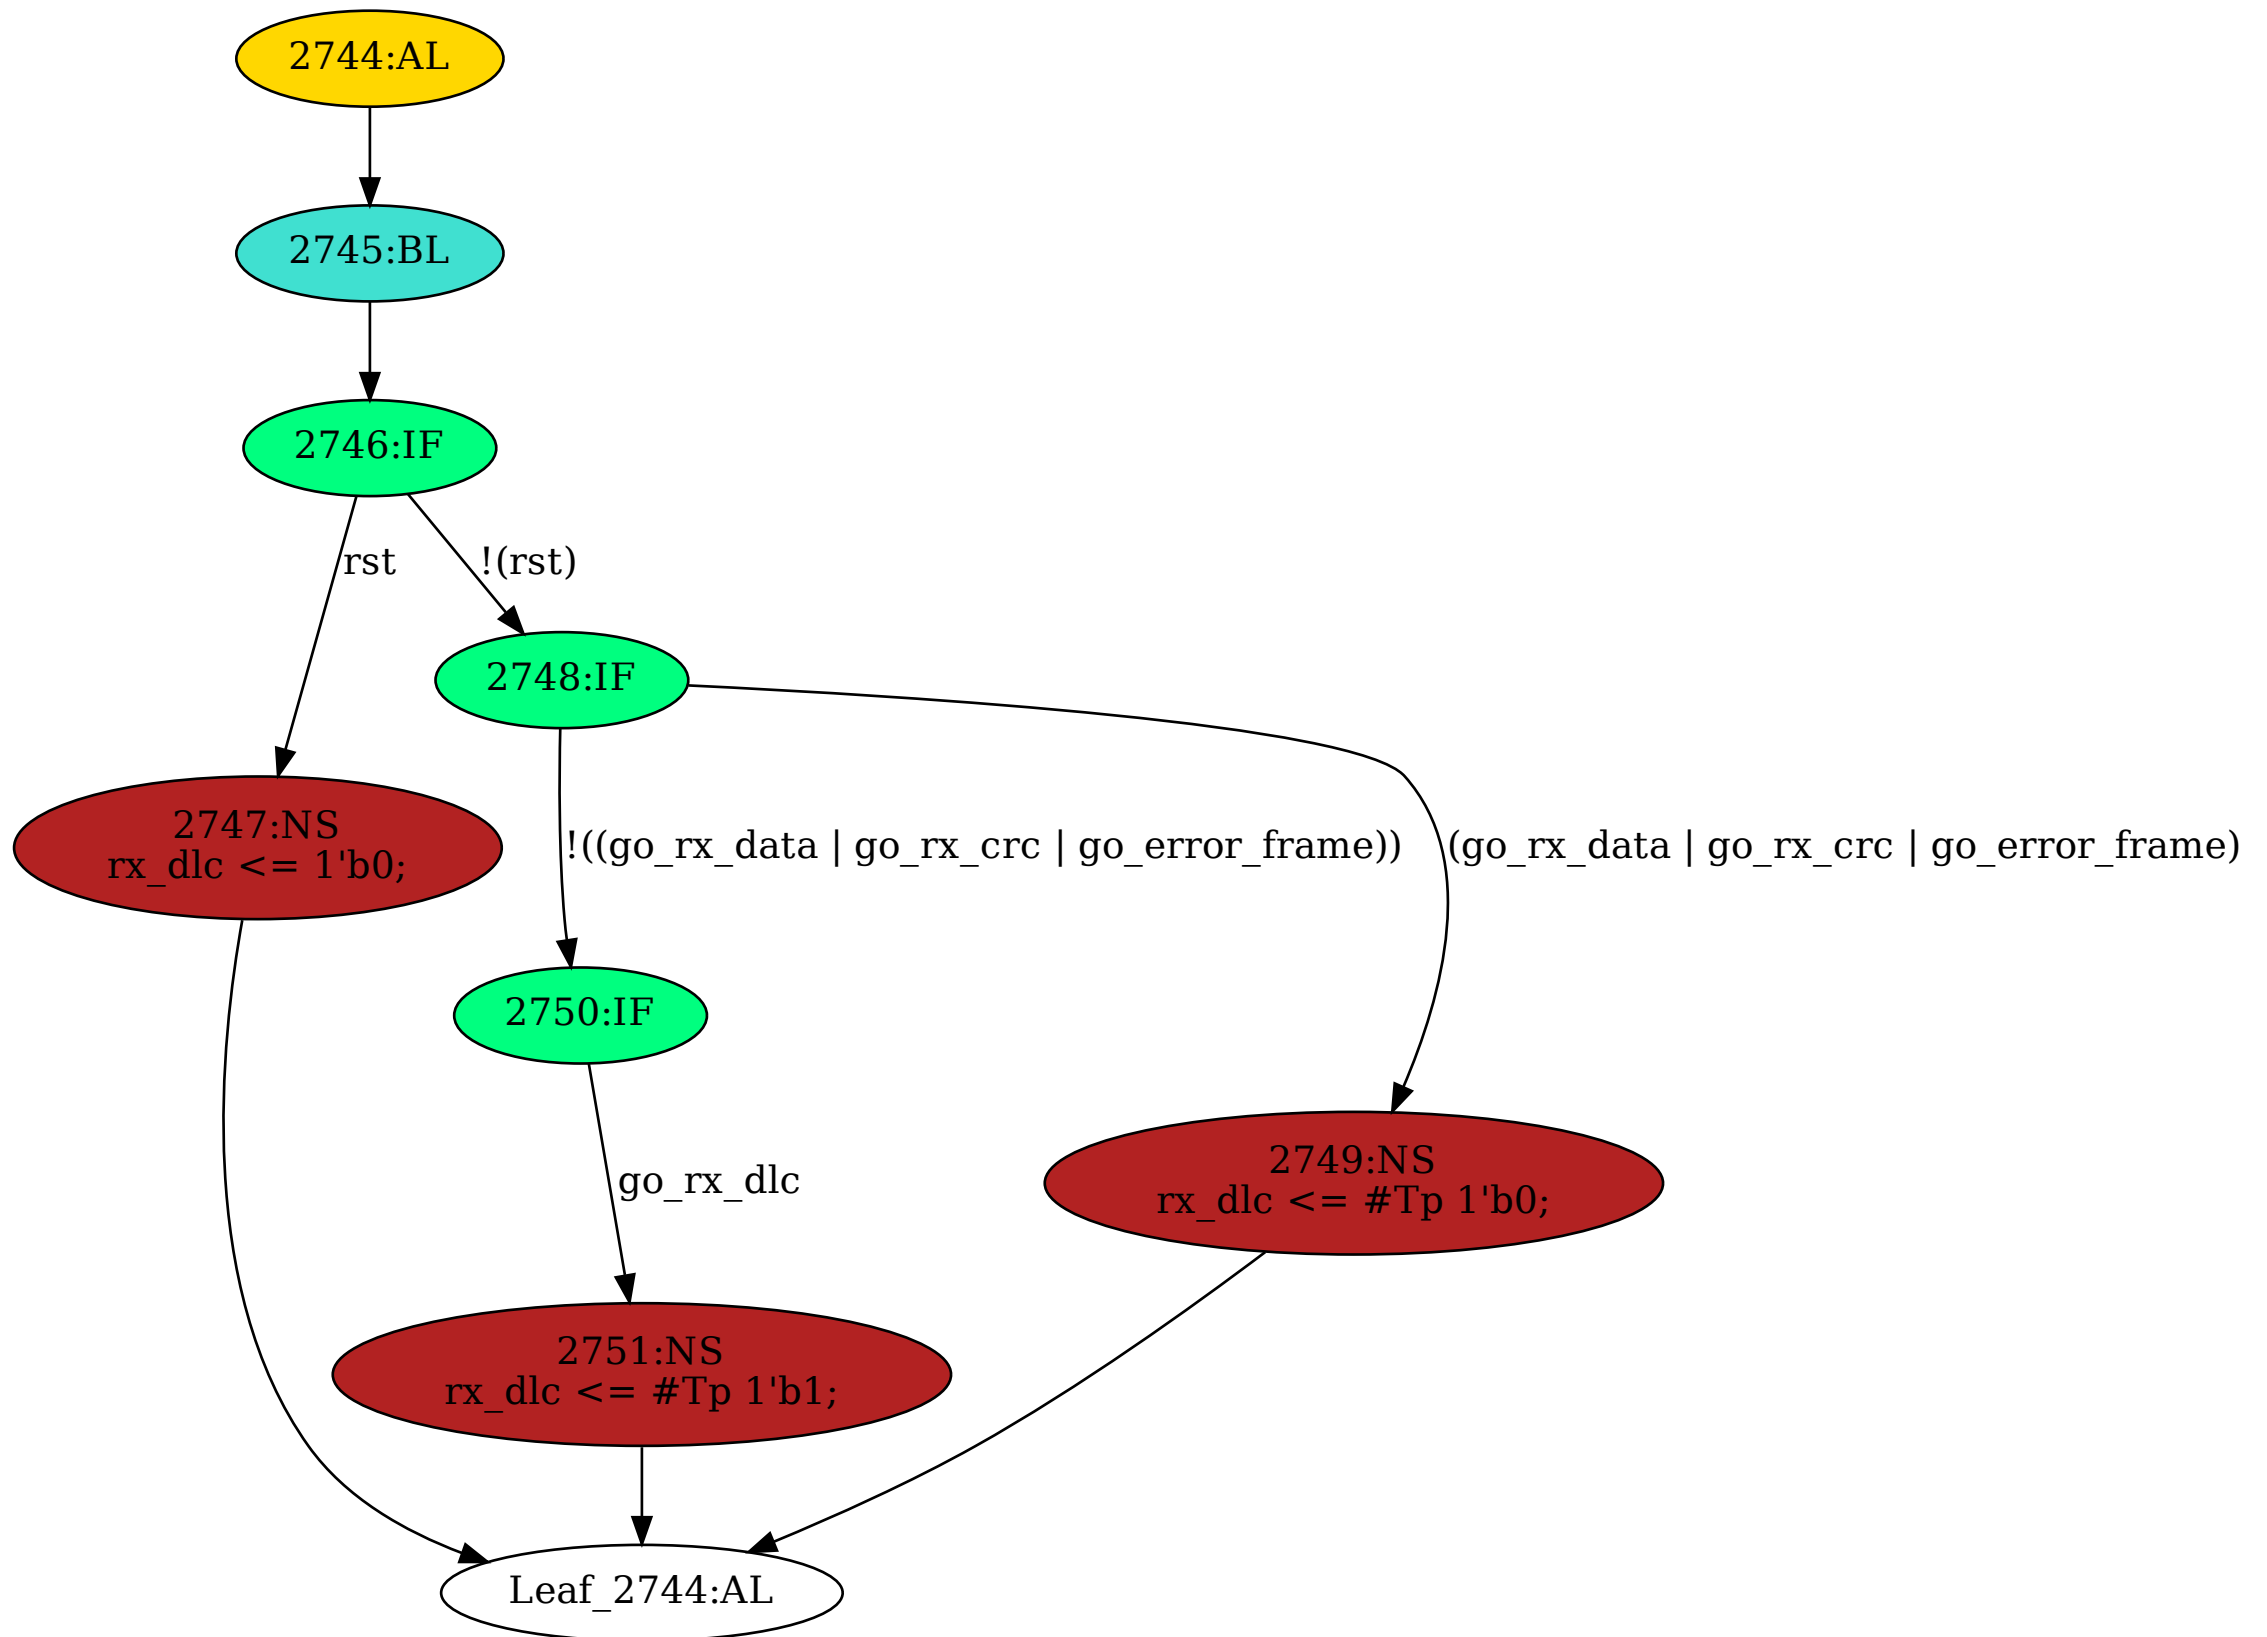 2744:AL
2745:BL
2746:IF
rst
!(rst)
2748:IF
2747:NS
rx_dlc <= 1'b0;
!((go_rx_data | go_rx_crc | go_error_frame))
(go_rx_data | go_rx_crc | go_error_frame)
2750:IF
2749:NS
rx_dlc <= #Tp 1'b0;
go_rx_dlc
2751:NS
rx_dlc <= #Tp 1'b1;
Leaf_2744:AL